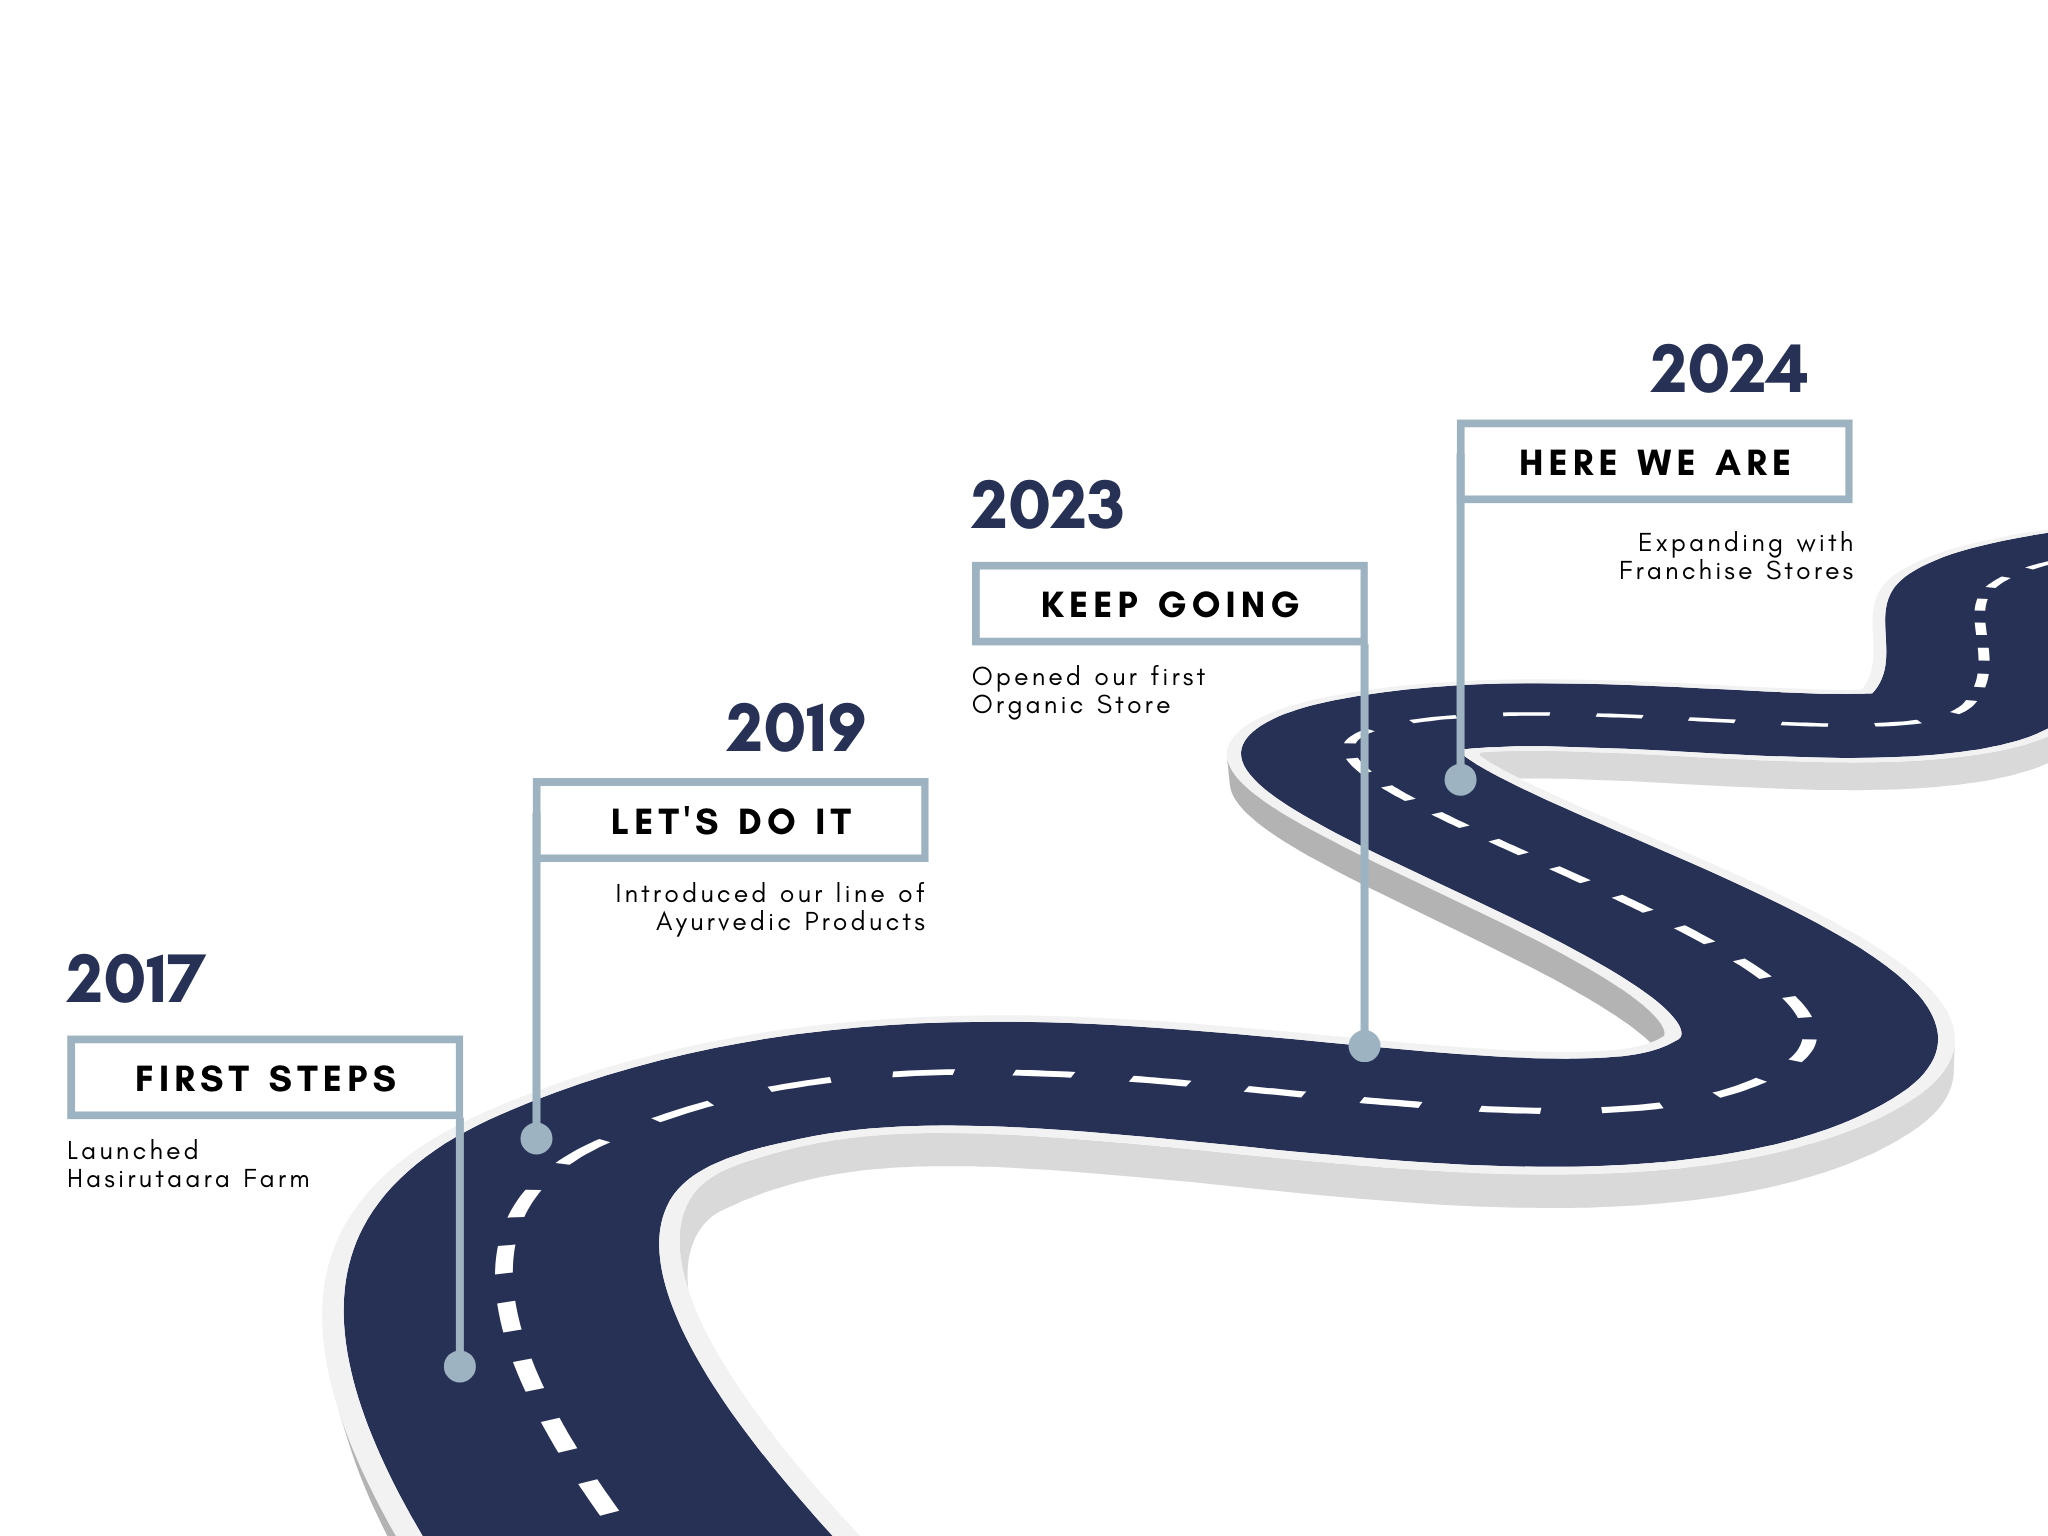 2017
FIRST STEPS
Launched
Hasirutaara Farm
2019
LET'S DO IT
Introduced our line of
Ayurvedic Products
2023
KEEP GOING
Opened our first
Organic Store
2024
HERE WE ARE
Expanding with
Franchise Stores